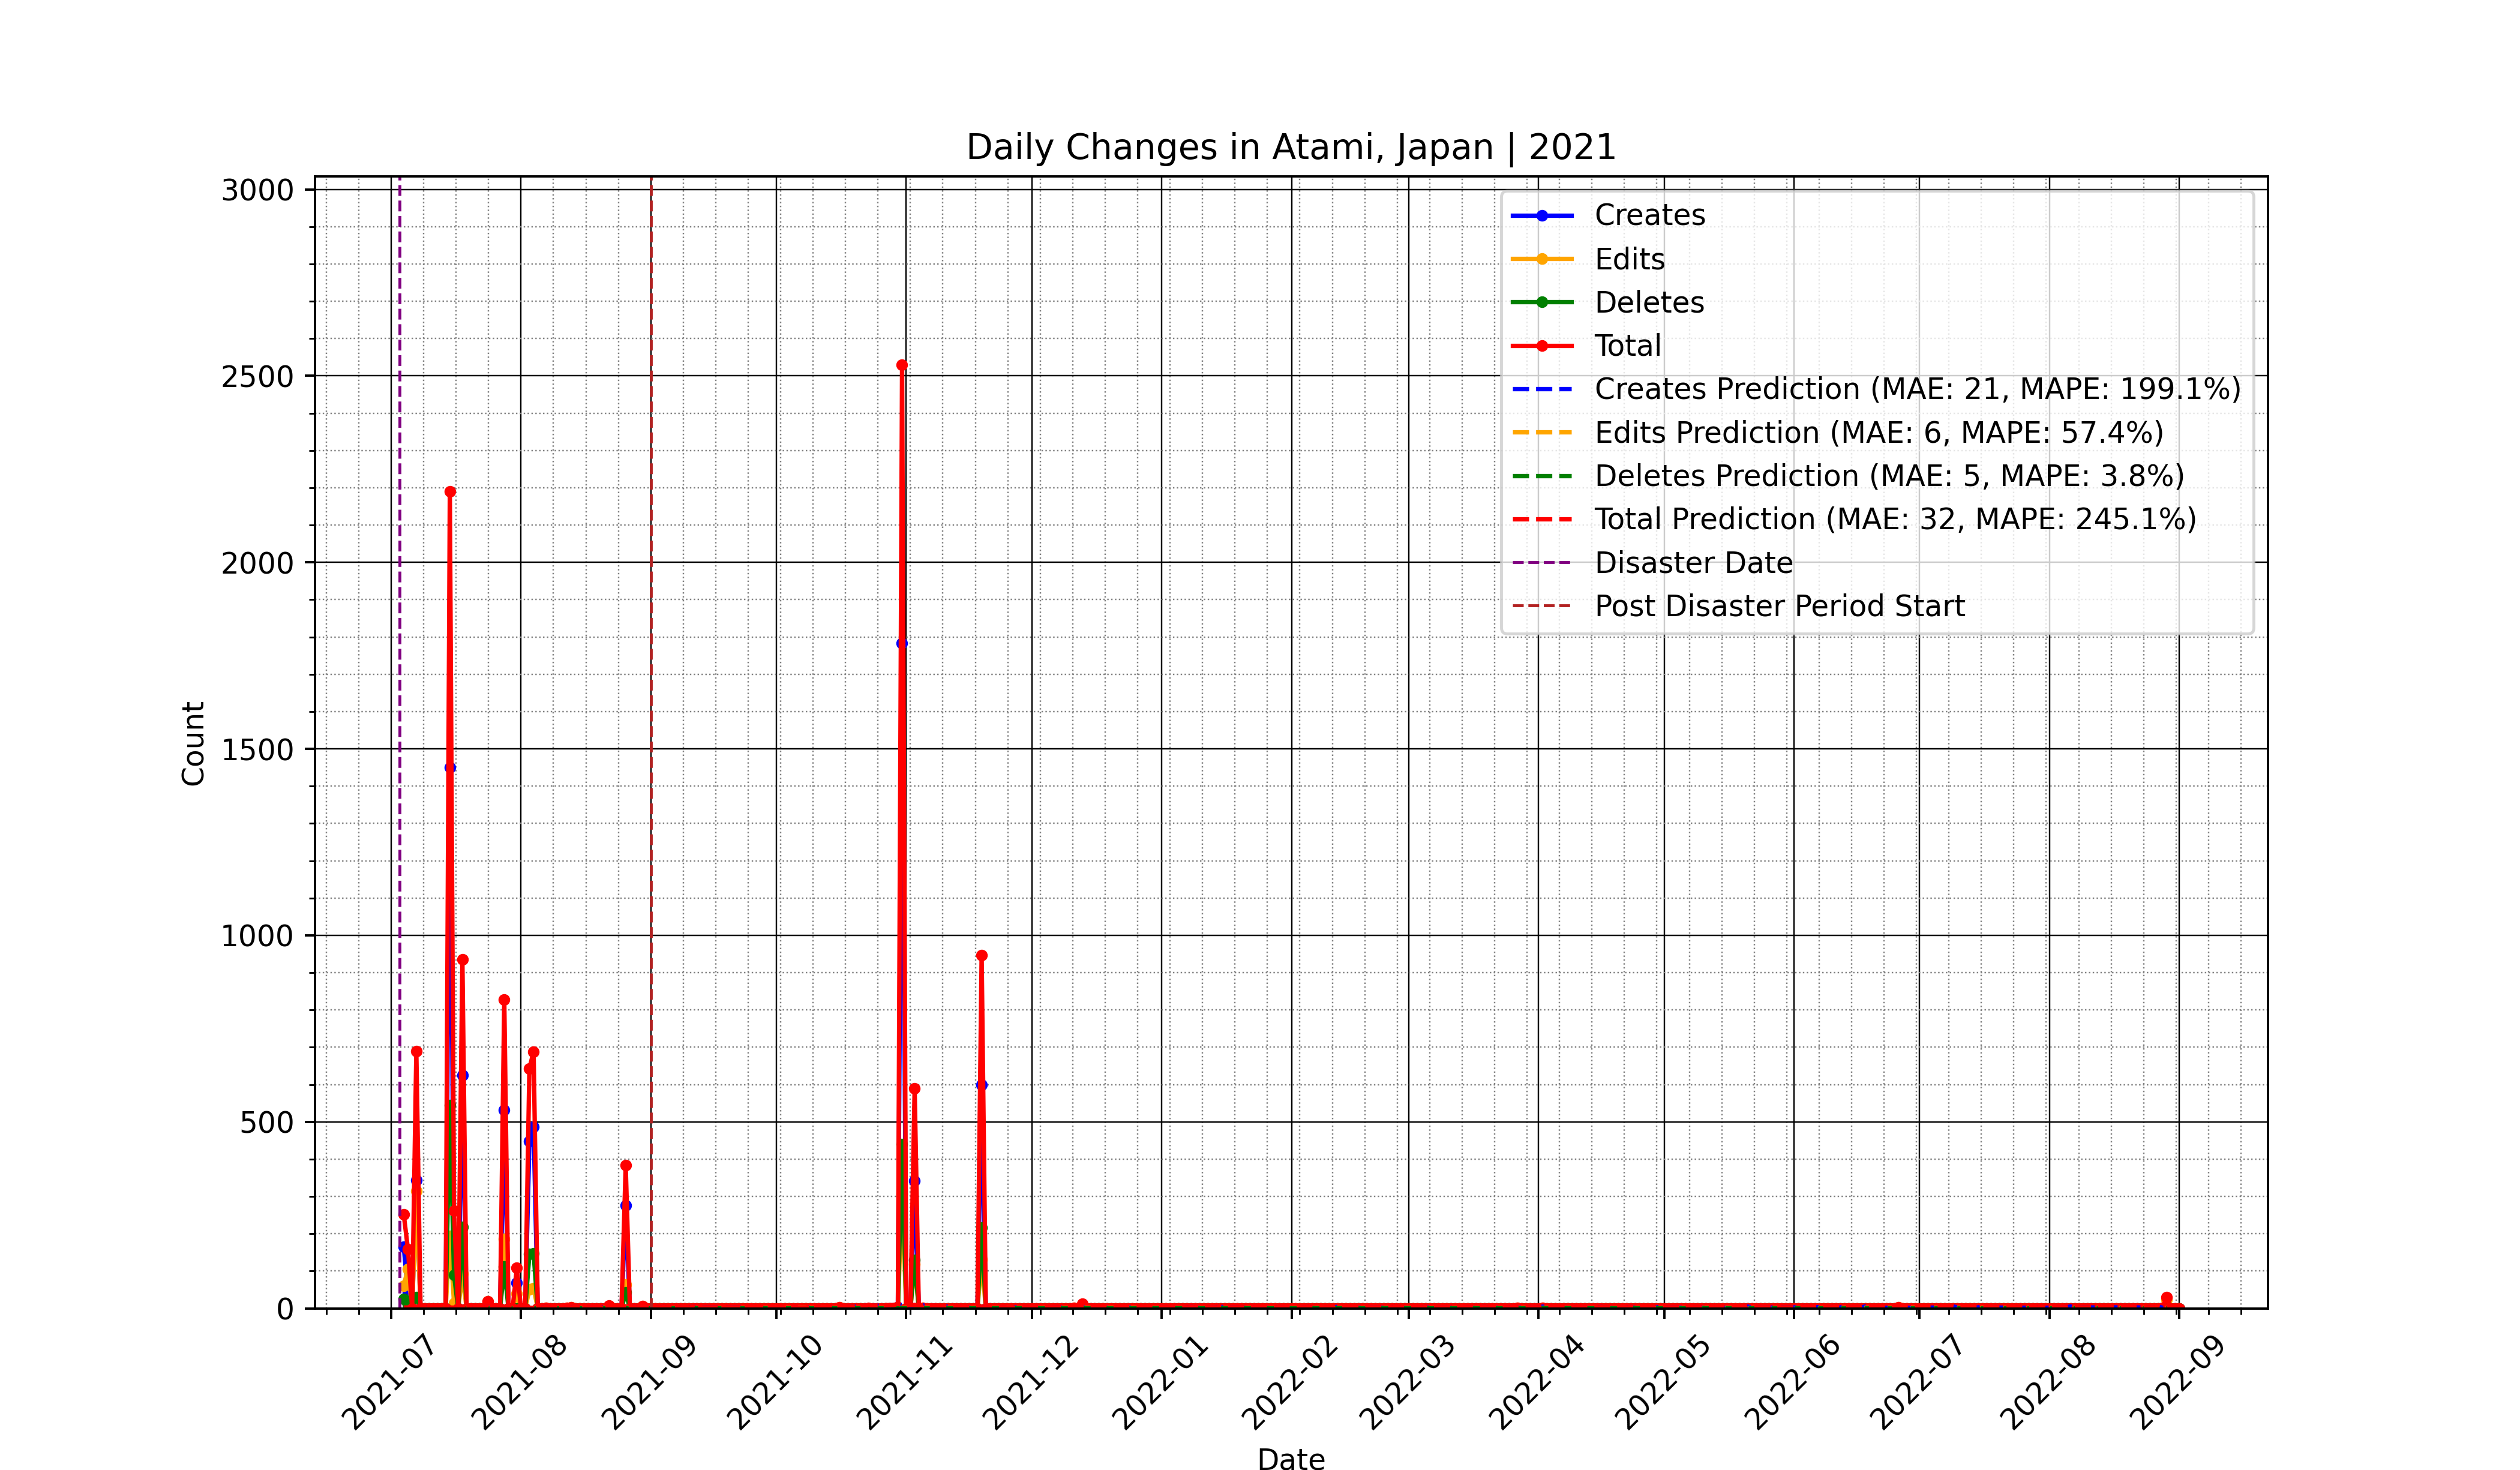 Daily Changes in Atami, Japan | 2021
3000
2500
2000
1500
1000
500
0
Count
Creates
Edits
Deletes
Total
Creates Prediction (MAE: 21, MAPE: 199.1%)
Edits Prediction (MAE: 6, MAPE: 57.4%)
Deletes Prediction (MAE: 5, MAPE: 3.8%)
Total Prediction (MAE: 32, MAPE: 245.1%)
Disaster Date
Post Disaster Period Start
2021-07
2021-08
2021-09
2021-10
2021-11
2021-12
2022-01
2022-02
2022-03
2022-04
2022-05
2022-06
2022-07
2022-08
2022-09
Date